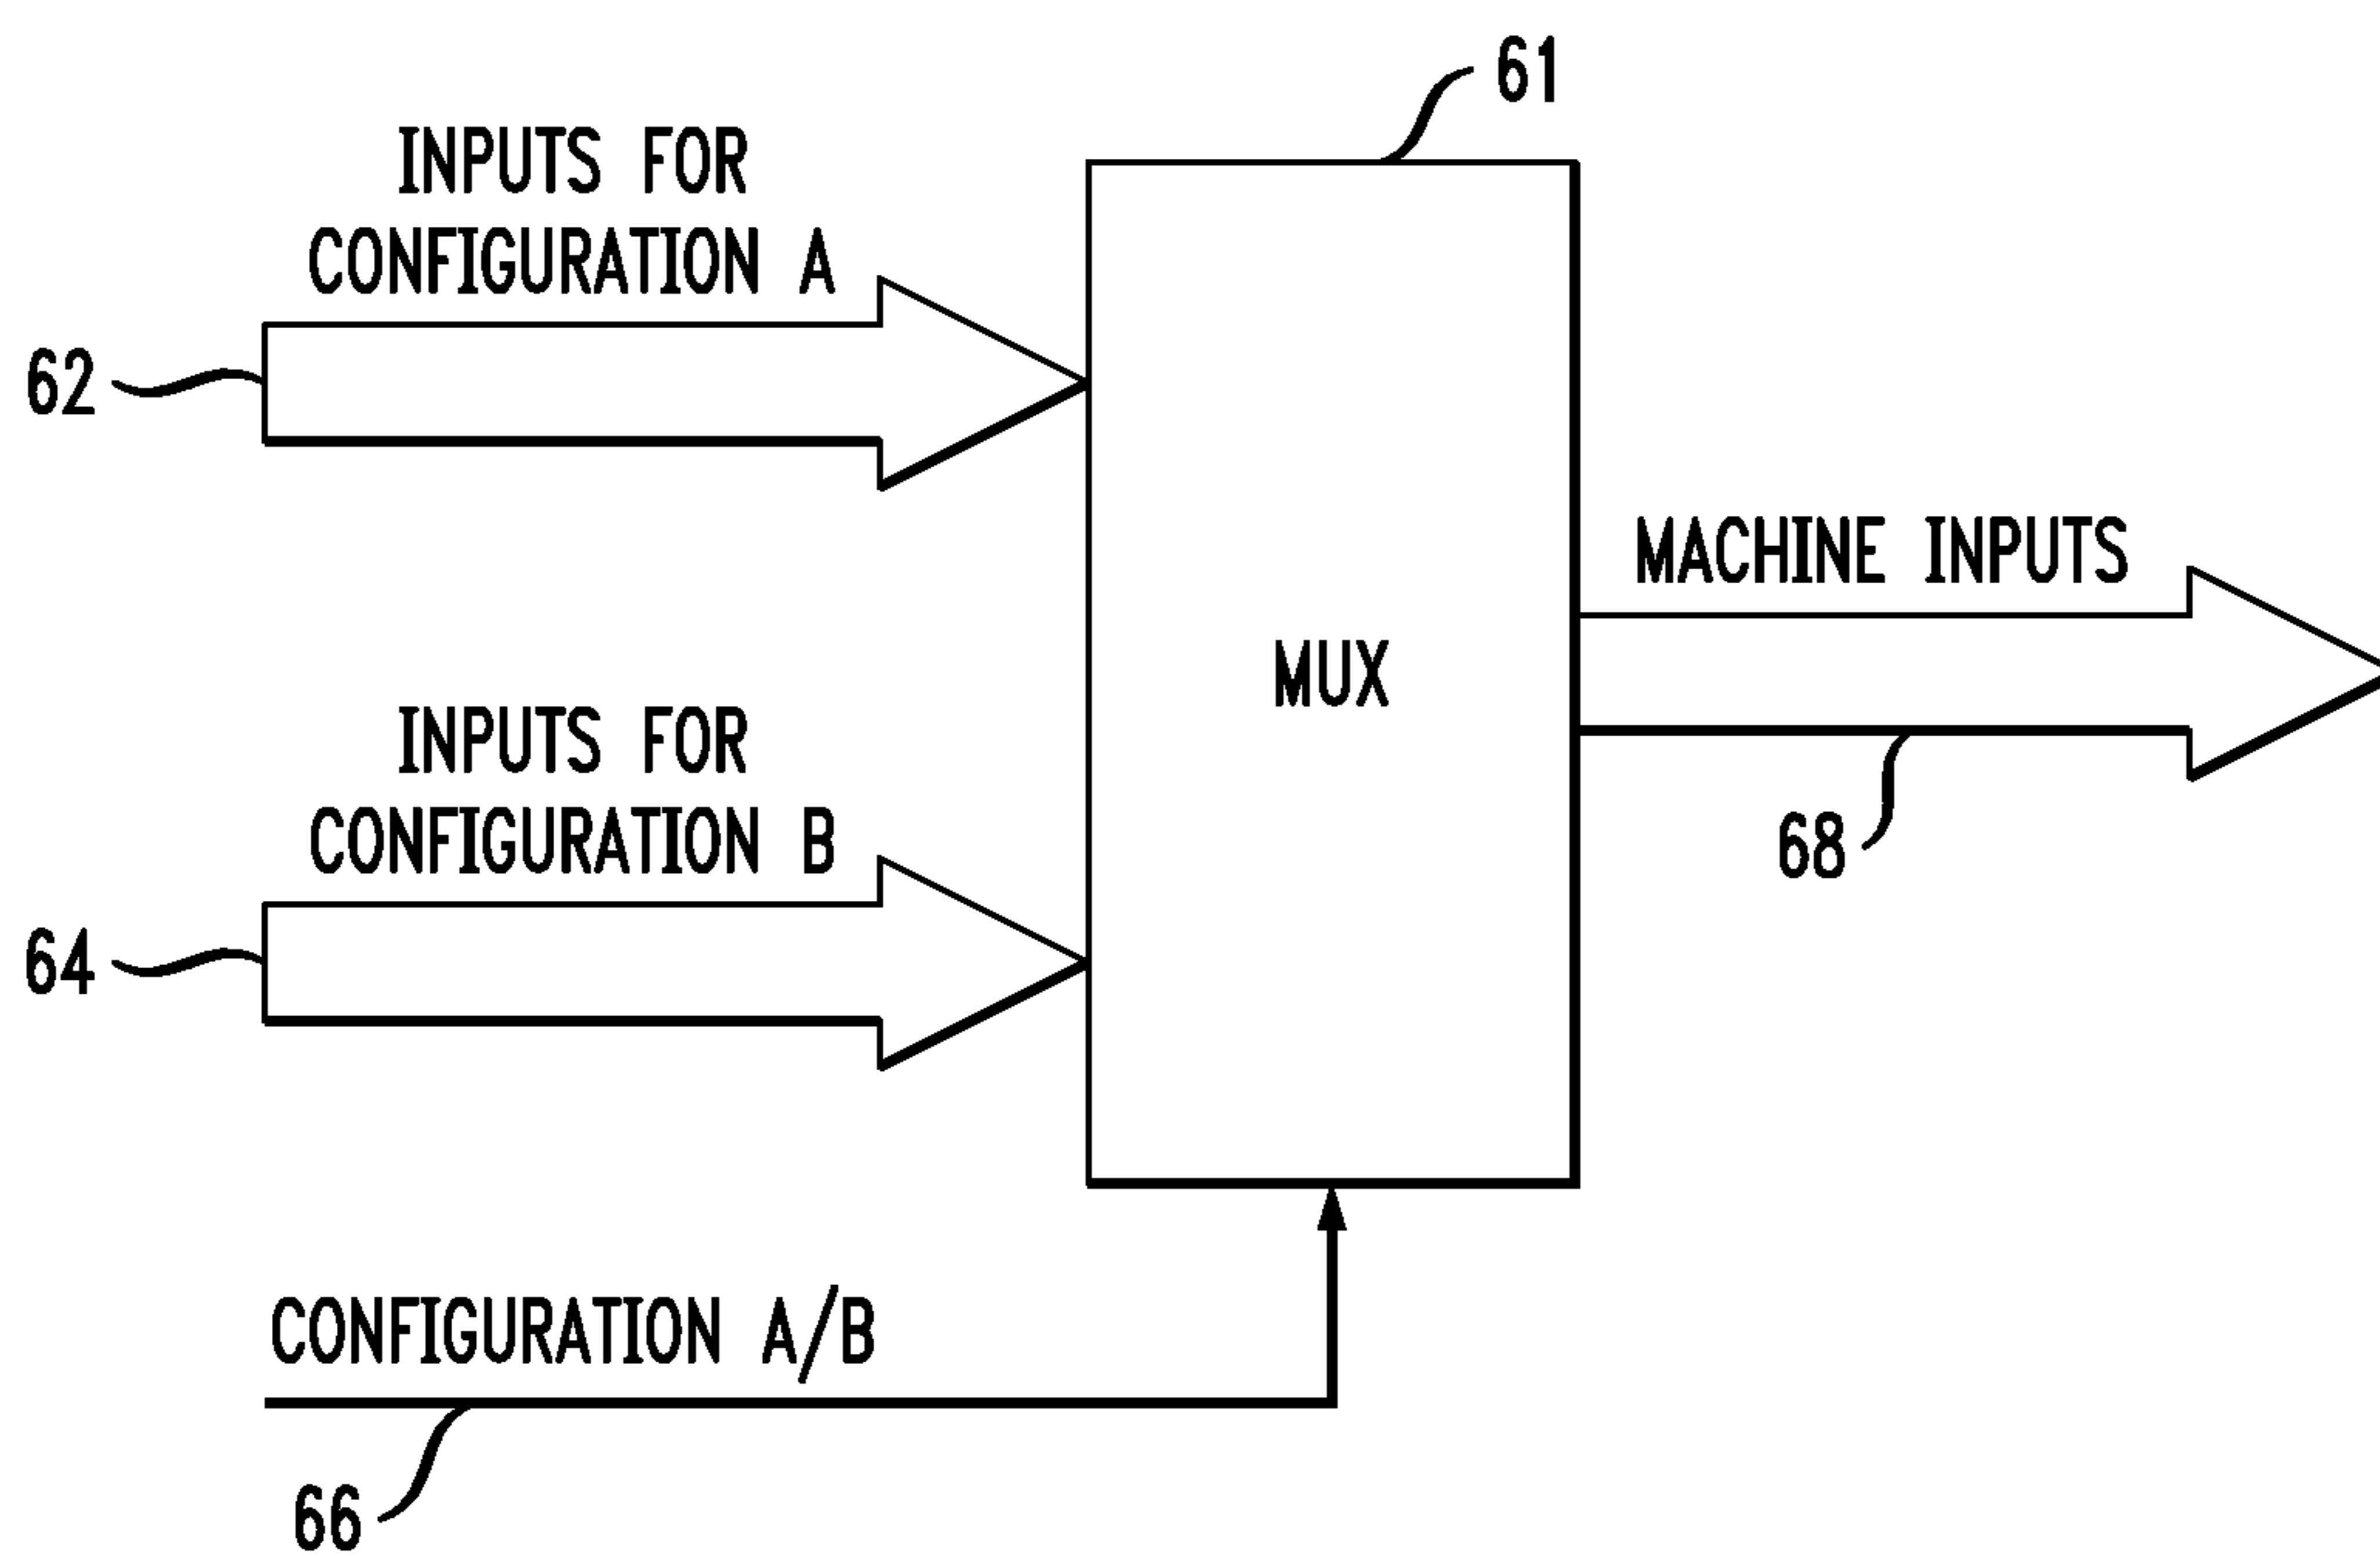 61
INPUTS FOR
CONFIGURATION A
62
MACHINE INPUTS
MUX
INPUTS FOR
CONFIGURATION B
68
64
CONFIGURATION A/B
66